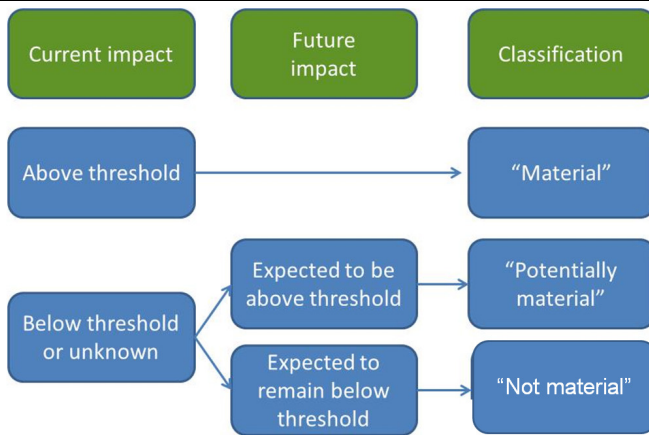 Current impact
Future
impact
Classification
Above threshold
“Material”
Below threshold
or unknown
Expected to be
above threshold
“Potentially
material”
Expected to
remain below
threshold
“Not material”